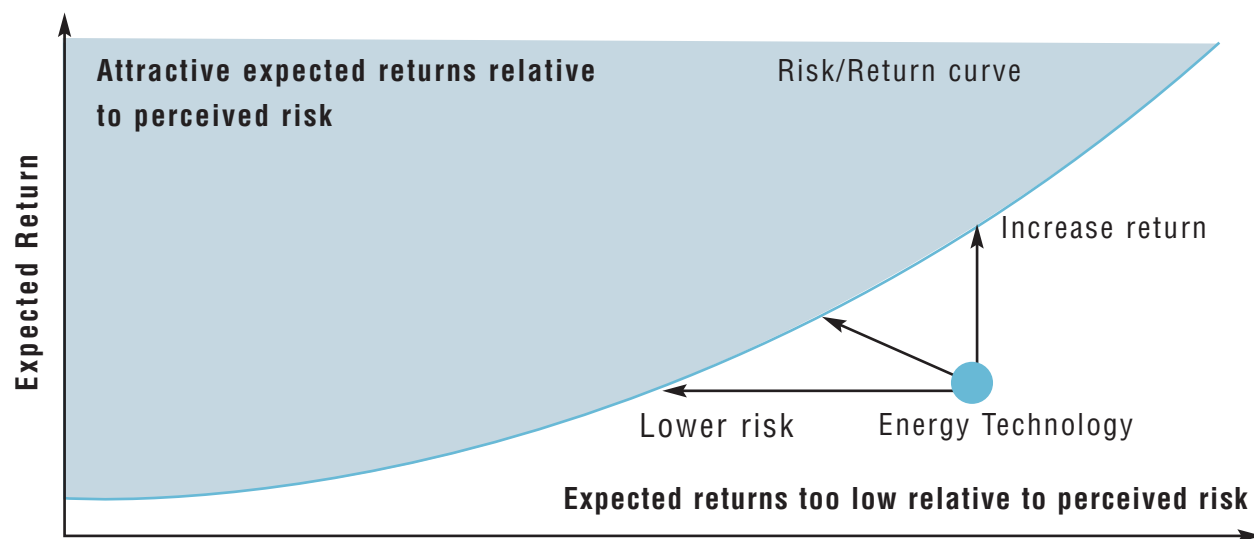 Attractive expected returns relative
to perceived risk
Risk/Return curve
Expected Return
Increase return
Lower risk
Energy Technology
Expected returns too low relative to perceived risk